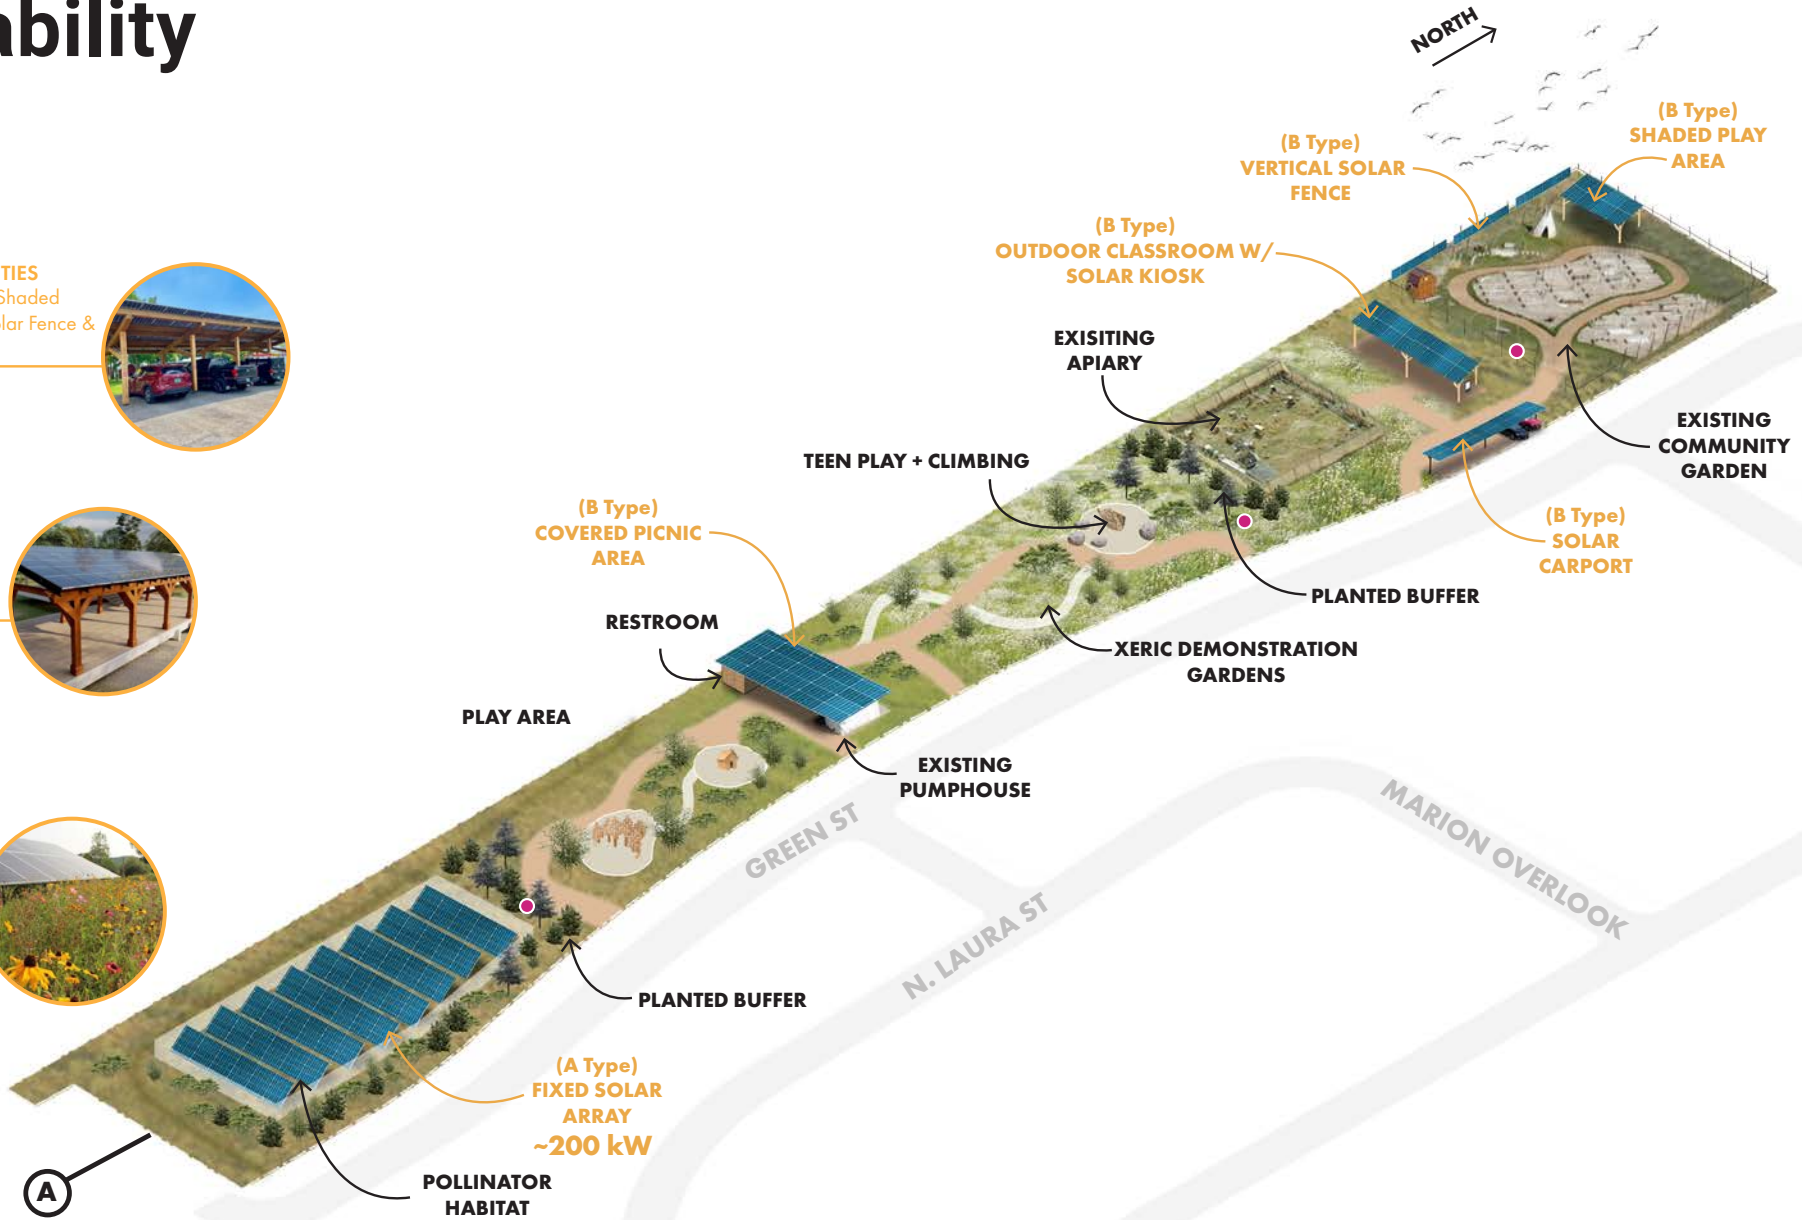 ability
NORTH
(B Type)
SHADED PLAY
AREA
(B Type)
VERTICAL SOLAR
FENCE
(B Type)
OUTDOOR CLASSROOM W/
SOLAR KIOSK
TIES
Shaded
lar Fence &
EXISITING
APIARY
EXISTING
COMMUNITY
GARDEN
TEEN PLAY + CLIMBING
(B Type)
COVERED PICNIC
AREA
(B Type)
SOLAR
CARPORT
PLANTED BUFFER
RESTROOM
XERIC DEMONSTRATION
GARDENS
PLAY AREA
EXISTING
PUMPHOUSE
GREEN ST
MARION OVERLOOK
N. LAURA ST
PLANTED BUFFER
(A Type)
FIXED SOLAR
ARRAY
~200 kW
POLLINATOR
HABITAT
A